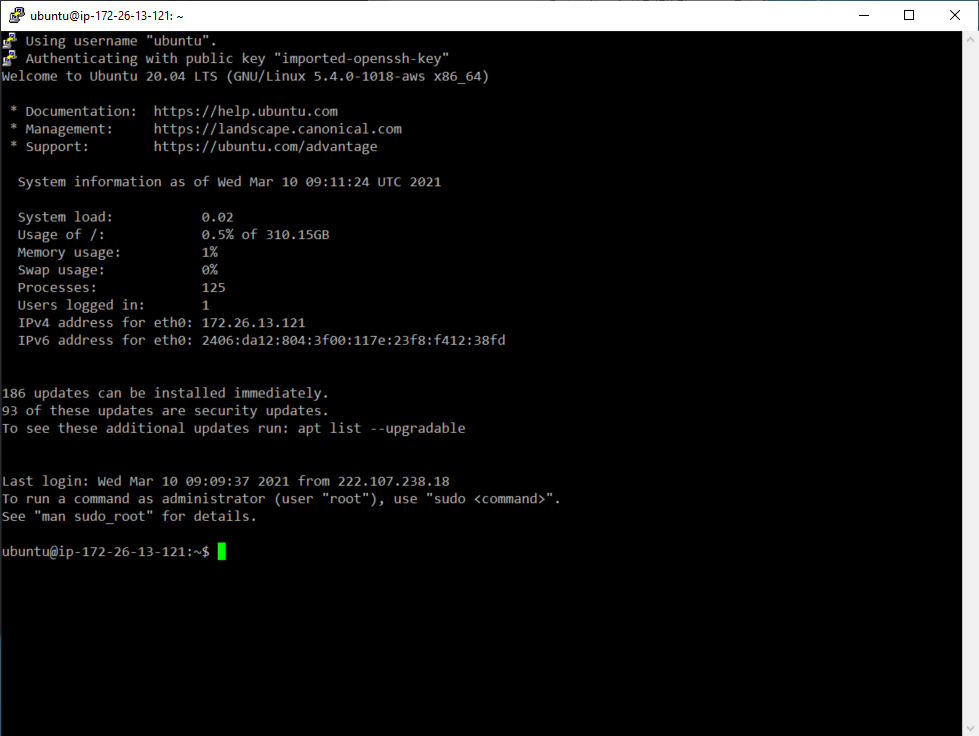 ubuntu@ip-172-26-13-121: ~
Using username "ubuntu".
Authenticating with public key "imported-openssh-key"
Welcome to Ubuntu 20.04 LTS (GNU/Linux 5.4.0-1018-aws x86_64)
* Documentation:  https://help.ubuntu.com
* Management:     https://landscape.canonical.com
* Support:        https://ubuntu.com/advantage
System information as of Wed Mar 10 09:11:24 UTC 2021
System load:           0.02
Usage of /:            0.5% of 310.15GB
Memory usage:          1%
Swap usage:            0%
Processes:             125
Users logged in:       1
IPv4 address for eth0: 172.26.13.121
IPv6 address for eth0: 2406:da12:804:3f00:117e:23f8:f412:38fd
186 updates can be installed immediately.
93 of these updates are security updates.
To see these additional updates run: apt list --upgradable
Last login: Wed Mar 10 09:09:37 2021 from 222.107.238.18
To run a command as administrator (user "root"), use "sudo <command>".
See "man sudo_root" for details.
ubuntu@ip-172-26-13-121:~$